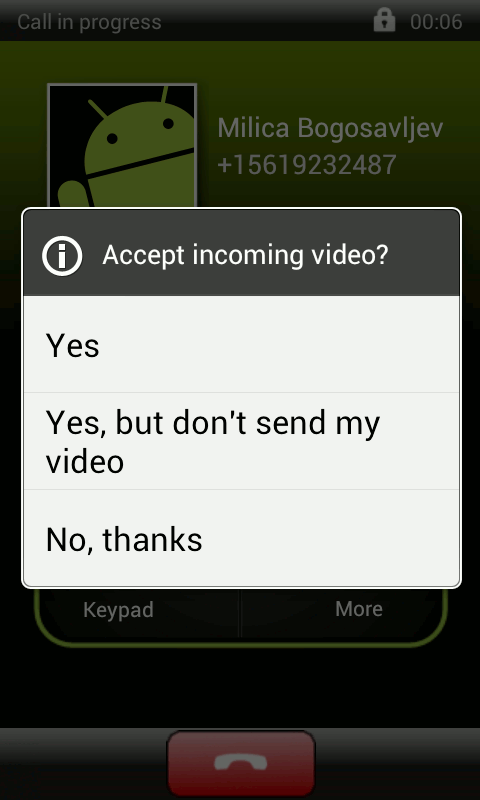 Call in progress 00:06
Milica Bogosavljev
+15619232487
Accept incoming video?
Yes
Yes, but don't send my
video
No, thanks
Keypad More